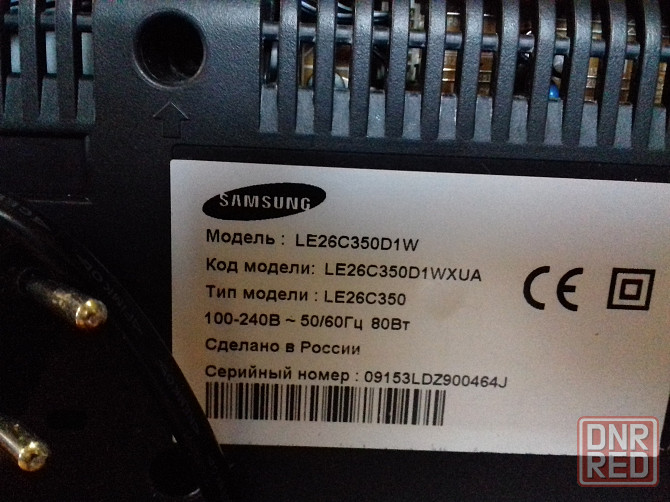 SAMSUNG
Модель : LE26C350D1W
Код модели: LE26C350D1WXUA
Тип модели : LE26C350
100-240В ~ 50/60Гц 80Вт
Сделано в России
Серийный номер : 09153LDZ900464J
CE
DNR
RED